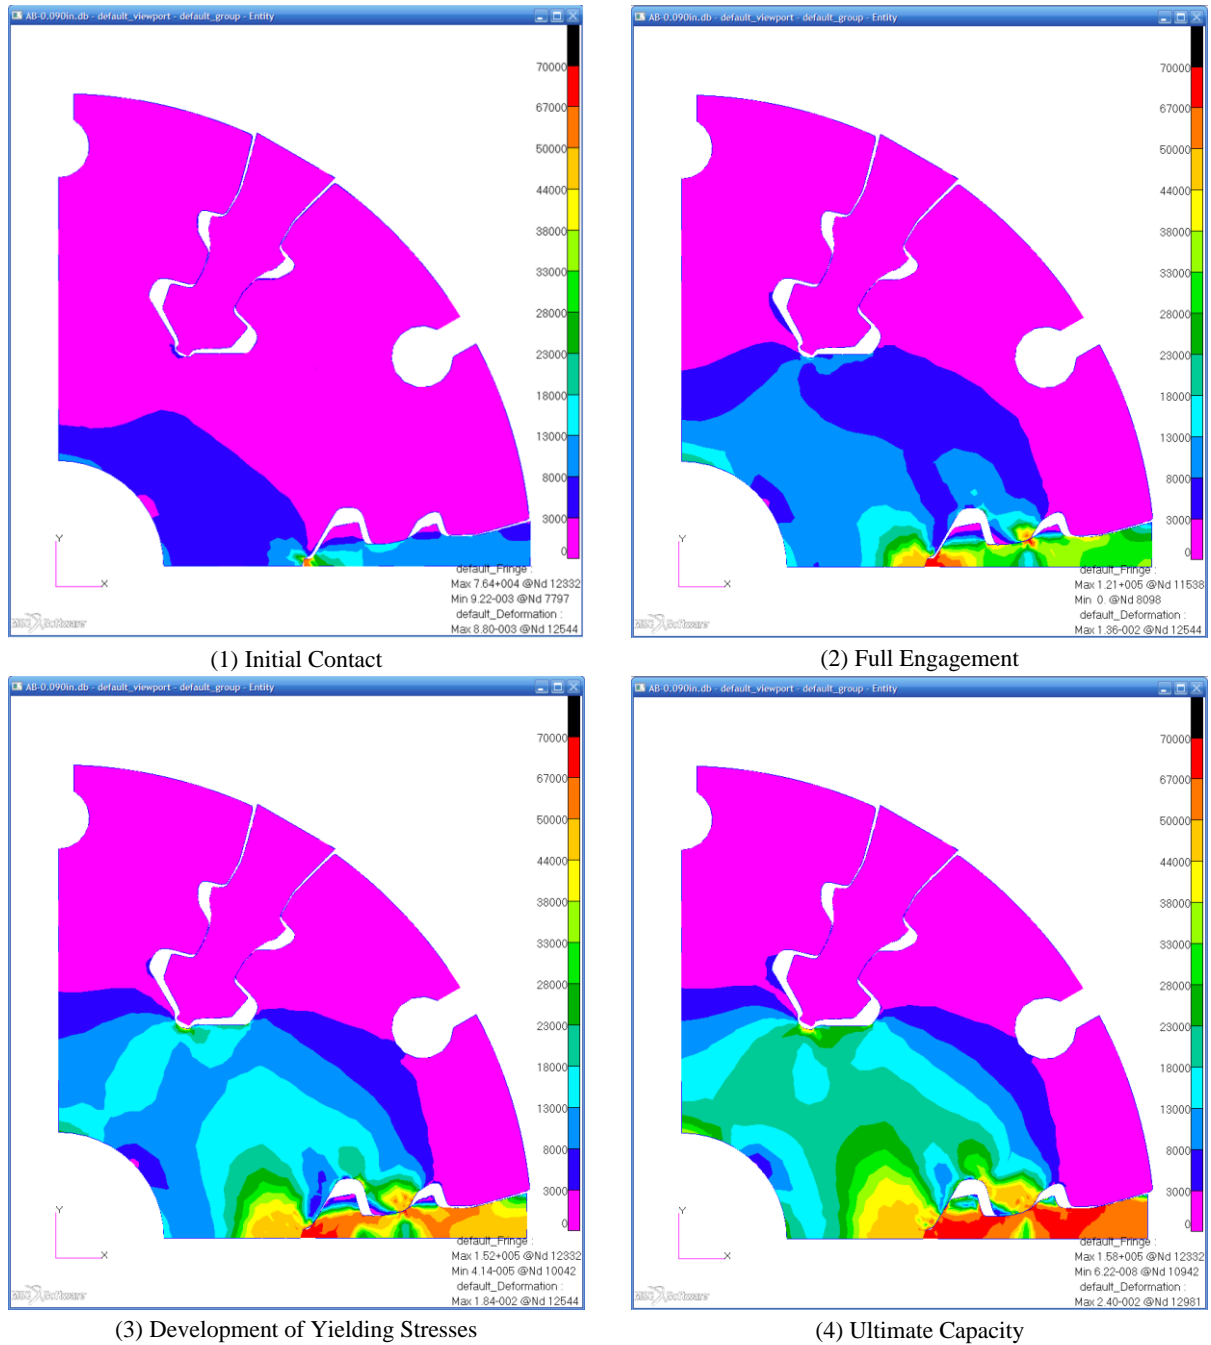 AB-0.090in.db - default_viewport - default_group - Entity
70000
67000
50000
44000
38000
33000
28000
23000
18000
13000
8000
3000
0
Y
X
default_Fringe :
Max 7.64+004 @Nd 12332
Min 9.22-003 @Nd 7797
default_Deformation :
Max 8.80-003 @Nd 12544
(1) Initial Contact
AB-0.090in.db - default_viewport - default_group - Entity
70000
67000
50000
44000
38000
33000
28000
23000
18000
13000
8000
3000
0
Y
X
default_Fringe :
Max 1.21+005 @Nd 11538
Min 0. @Nd 8098
default_Deformation :
Max 1.36-002 @Nd 12544
(2) Full Engagement
AB-0.090in.db - default_viewport - default_group - Entity
70000
67000
50000
44000
38000
33000
28000
23000
18000
13000
8000
3000
0
Y
X
default_Fringe :
Max 1.52+005 @Nd 12332
Min 4.14-005 @Nd 10042
default_Deformation :
Max 1.84-002 @Nd 12544
(3) Development of Yielding Stresses
AB-0.090in.db - default_viewport - default_group - Entity
70000
67000
50000
44000
38000
33000
28000
23000
18000
13000
8000
3000
0
Y
X
default_Fringe :
Max 1.58+005 @Nd 12332
Min 6.22-008 @Nd 10942
default_Deformation :
Max 2.40-002 @Nd 12981
(4) Ultimate Capacity